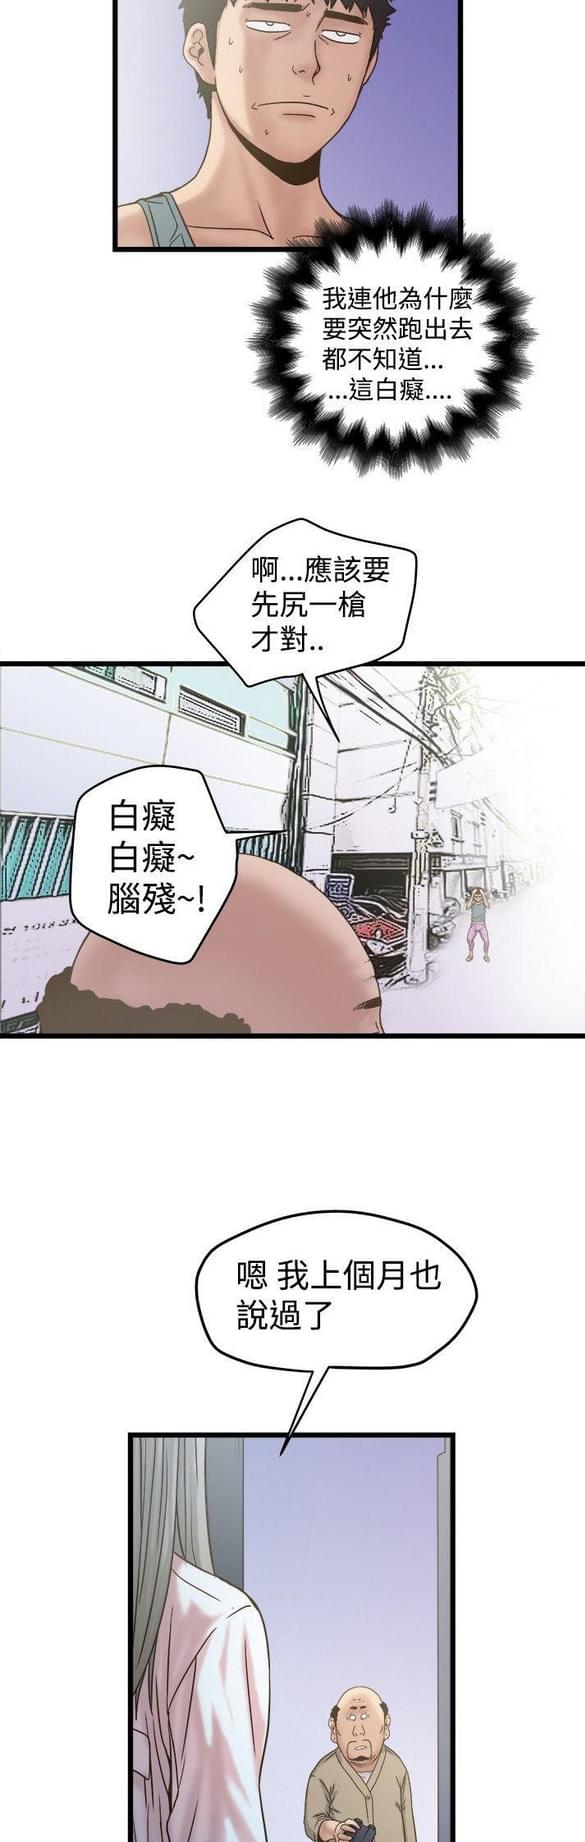 我連他為什麼
要突然跑出去
都不知道...
...這白癡....
啊...應該要
先尻一槍
才對..
白癡
白癡~
腦殘~!
嗯 我上個月也
說過了